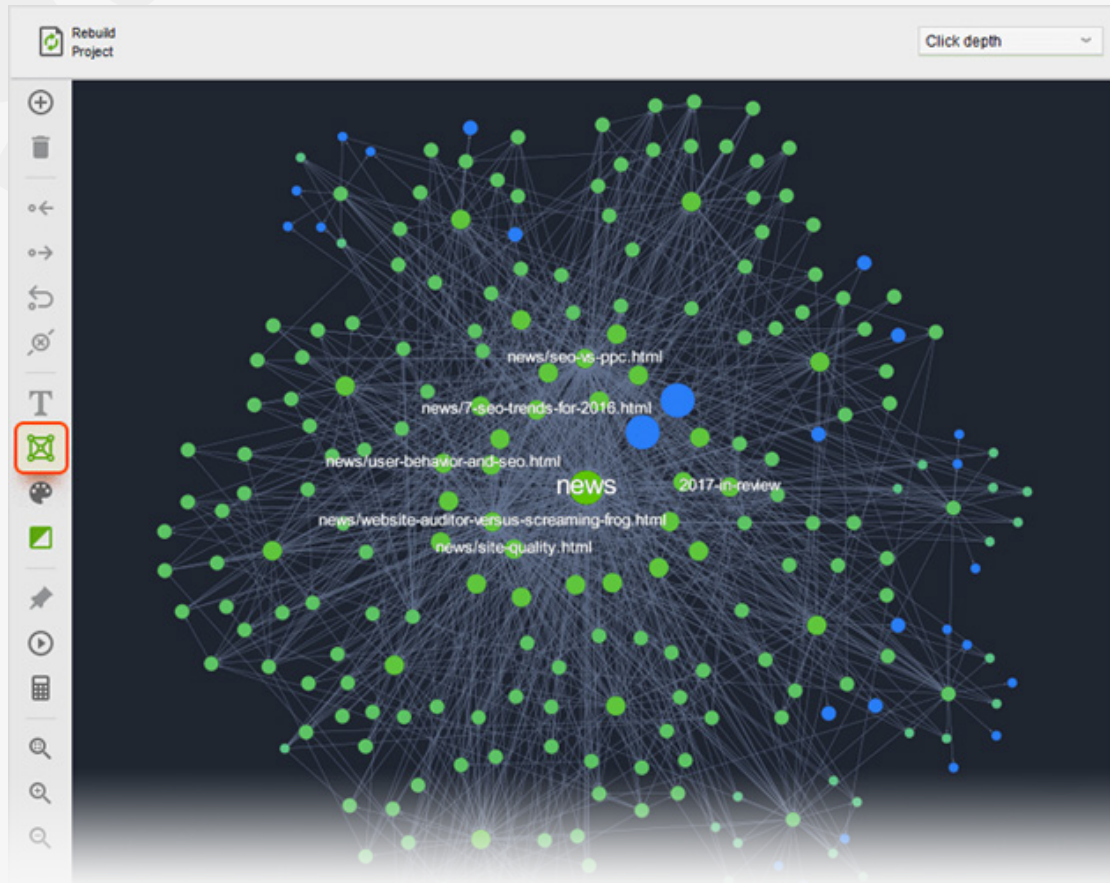 Rebuild
Project
Click depth
news/seo-vs-ppc.html
news/7-seo-trends-for-2016.html
news/user-behavior-and-seo.html
news
2017-in-review
news/website-auditor-versus-screaming-frog.html
news/site-quality.html
T